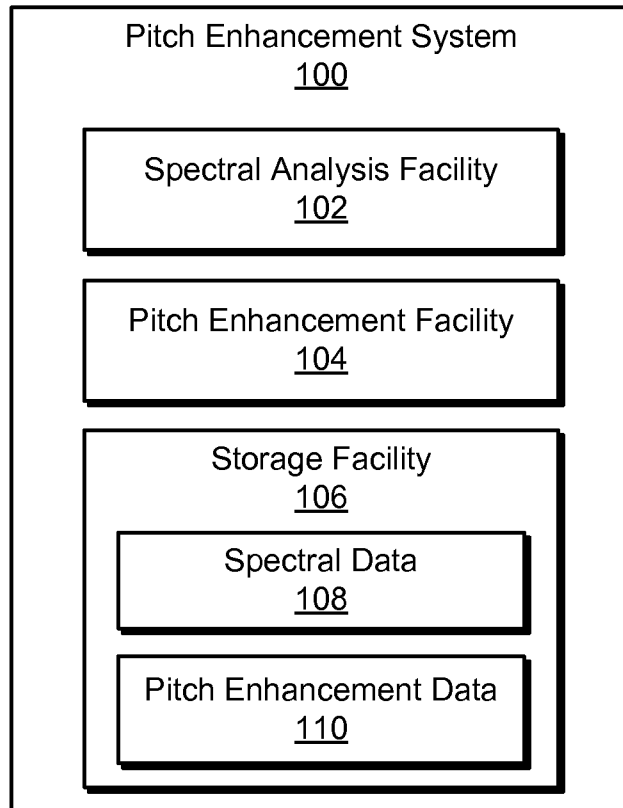 Pitch Enhancement System
100
Spectral Analysis Facility
102
Pitch Enhancement Facility
104
Storage Facility
106
Spectral Data
108
Pitch Enhancement Data
110